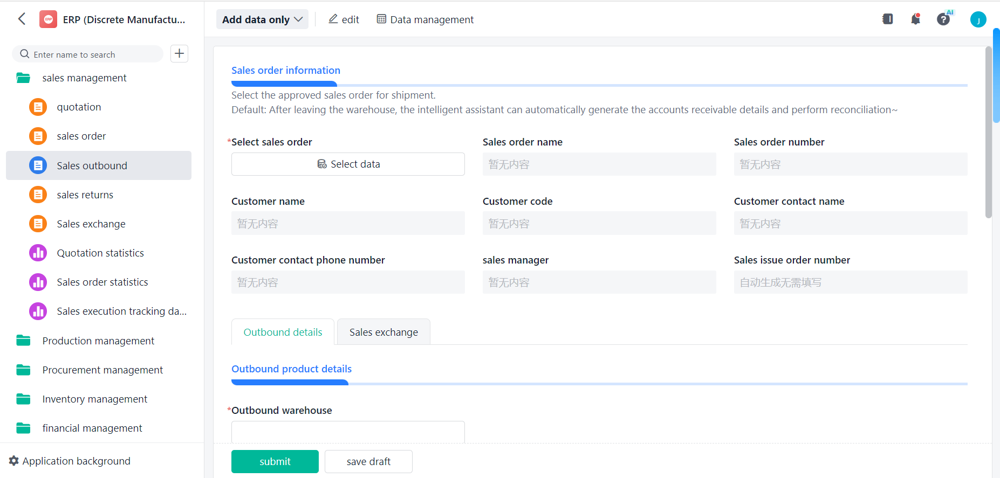 ERP (Discrete Manufactu...
Add data only
edit
Data management
AI
J
Enter name to search
sales management
quotation
sales order
Sales outbound
sales returns
Sales exchange
Quotation statistics
Sales order statistics
Sales execution tracking da...
Production management
Procurement management
Inventory management
financial management
Application background
Sales order information
Select the approved sales order for shipment.
Default: After leaving the warehouse, the intelligent assistant can automatically generate the accounts receivable details and perform reconciliation~
*Select sales order
Select data
Sales order name
暂无内容
Sales order number
暂无内容
Customer name
暂无内容
Customer code
暂无内容
Customer contact name
暂无内容
Customer contact phone number
暂无内容
sales manager
暂无内容
Sales issue order number
自动生成无需填写
Outbound details
Sales exchange
Outbound product details
*Outbound warehouse
submit
save draft